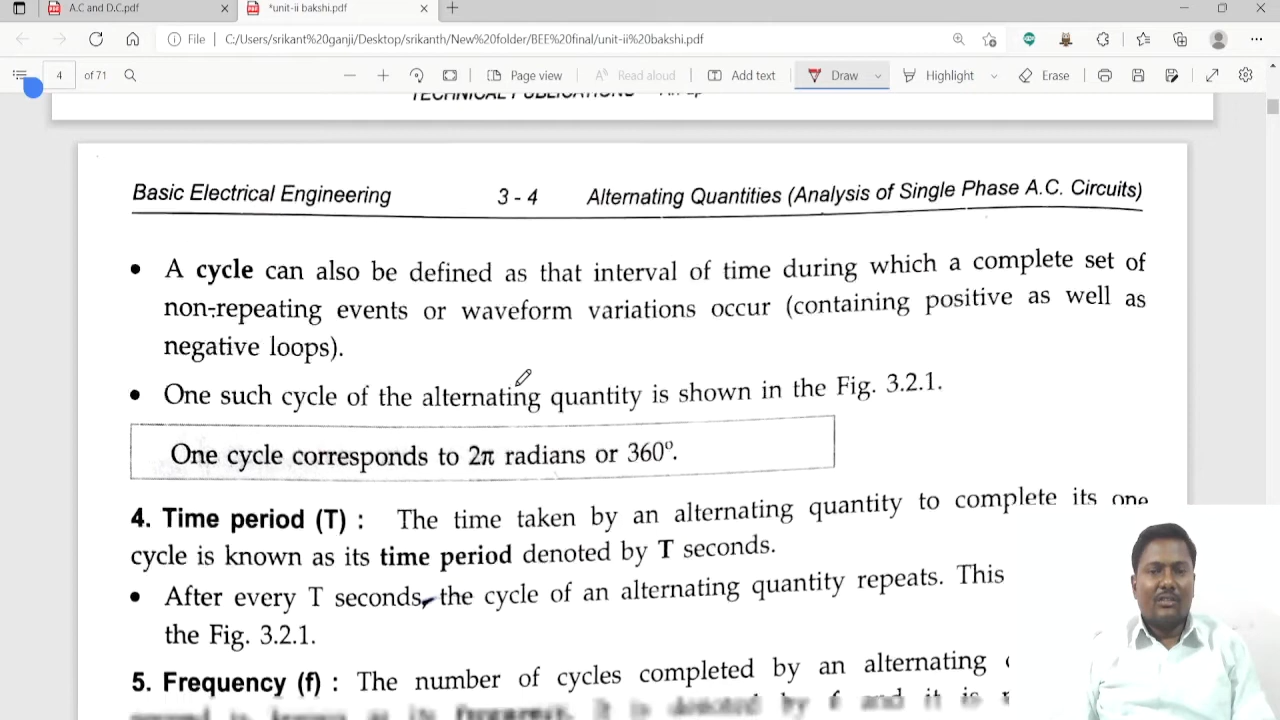 A.C and D.C.pdf
*unit-ii bakshi.pdf
File | C:/Users/srikant%20ganji/Desktop/srikanth/New%20folder/BEE%20final/unit-ii%20bakshi.pdf
4 of 71
Page view
Read aloud
Add text
Draw
Highlight
Erase
TECHNICAL PUBLICATIONS
Basic Electrical Engineering 3 - 4 Alternating Quantities (Analysis of Single Phase A.C. Circuits)
• A cycle can also be defined as that interval of time during which a complete set of
non-repeating events or waveform variations occur (containing positive as well as
negative loops).
• One such cycle of the alternating quantity is shown in the Fig. 3.2.1.
One cycle corresponds to 2π radians or 360°.
4. Time period (T) : The time taken by an alternating quantity to complete its one
cycle is known as its time period denoted by T seconds.
• After every T seconds, the cycle of an alternating quantity repeats. This
the Fig. 3.2.1.
5. Frequency (f) : The number of cycles completed by an alternating